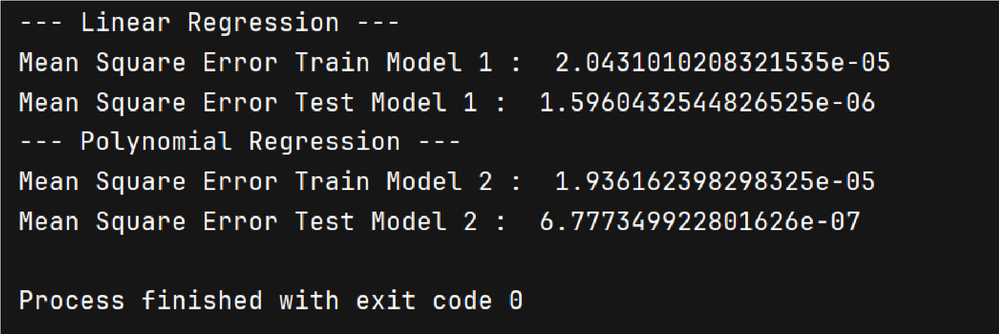 --- Linear Regression ---
Mean Square Error Train Model 1 :  2.0431010208321535e-05
Mean Square Error Test Model 1 :  1.5960432544826525e-06
--- Polynomial Regression ---
Mean Square Error Train Model 2 :  1.936162398298325e-05
Mean Square Error Test Model 2 :  6.777349922801626e-07
Process finished with exit code 0